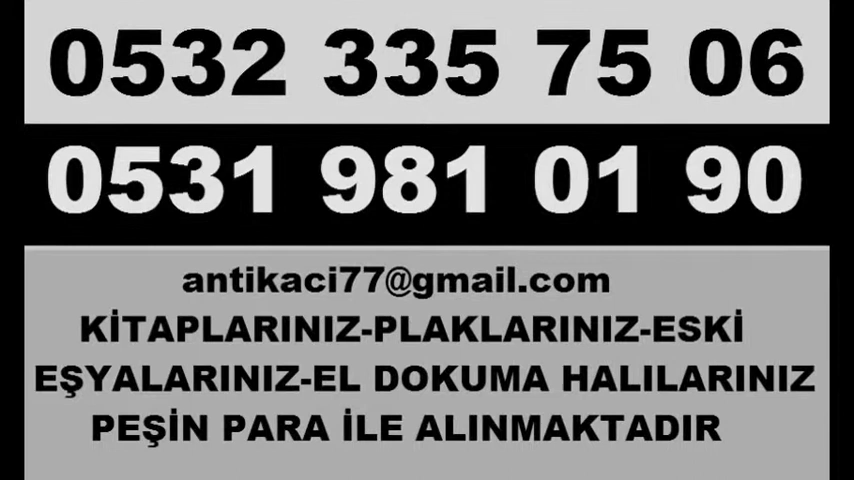 0532 335 75 06
0531 981 01 90
antikaci77@gmail.com
KİTAPLARINIZ-PLAKLARINIZ-ESKİ
EŞYALARINIZ-EL DOKUMA HALILARINIZ
PEŞİN PARA İLE ALINMAKTADIR